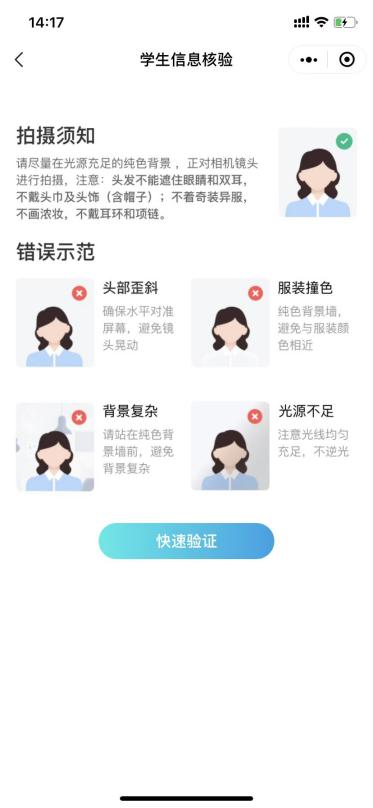 14:17
学生信息核验
拍摄须知
请尽量在光源充足的纯色背景，正对相机镜头
进行拍摄，注意：头发不能遮住眼睛和双耳，
不戴头巾及头饰（含帽子）；不着奇装异服，
不画浓妆，不戴耳环和项链。
错误示范
头部歪斜
确保水平对准
屏幕，避免镜
头晃动
服装撞色
纯色背景墙，
避免与服装颜
色相近
背景复杂
请站在纯色背
景墙前，避免
背景复杂
光源不足
注意光线均匀
充足，不逆光
快速验证